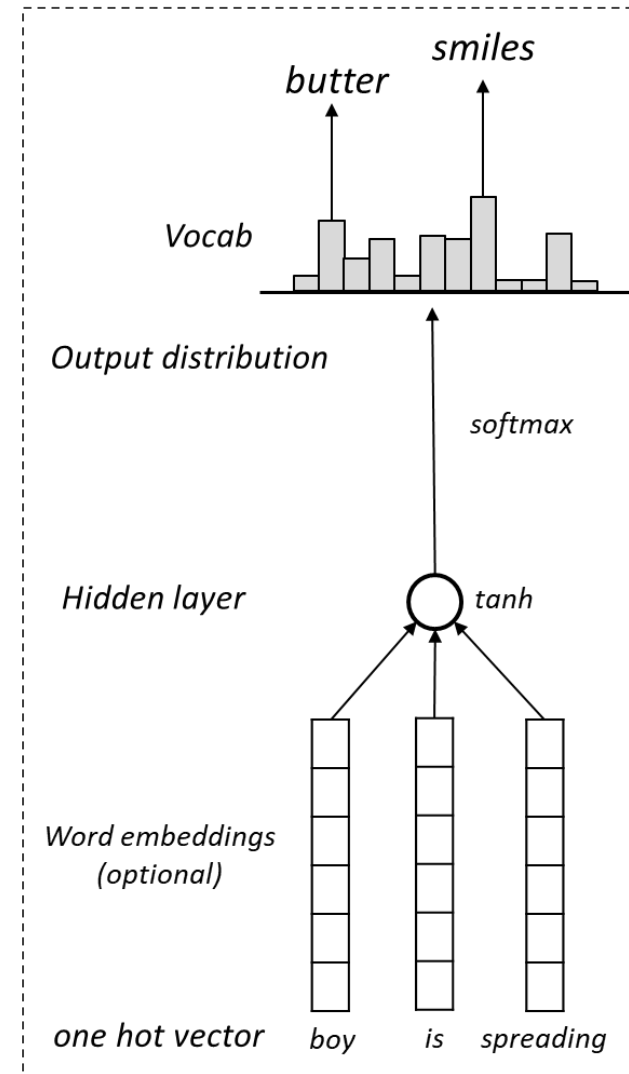 smiles
butter
Vocab
Output distribution
softmax
Hidden layer
tanh
Word embeddings
(optional)
one hot vector
boy
is
spreading